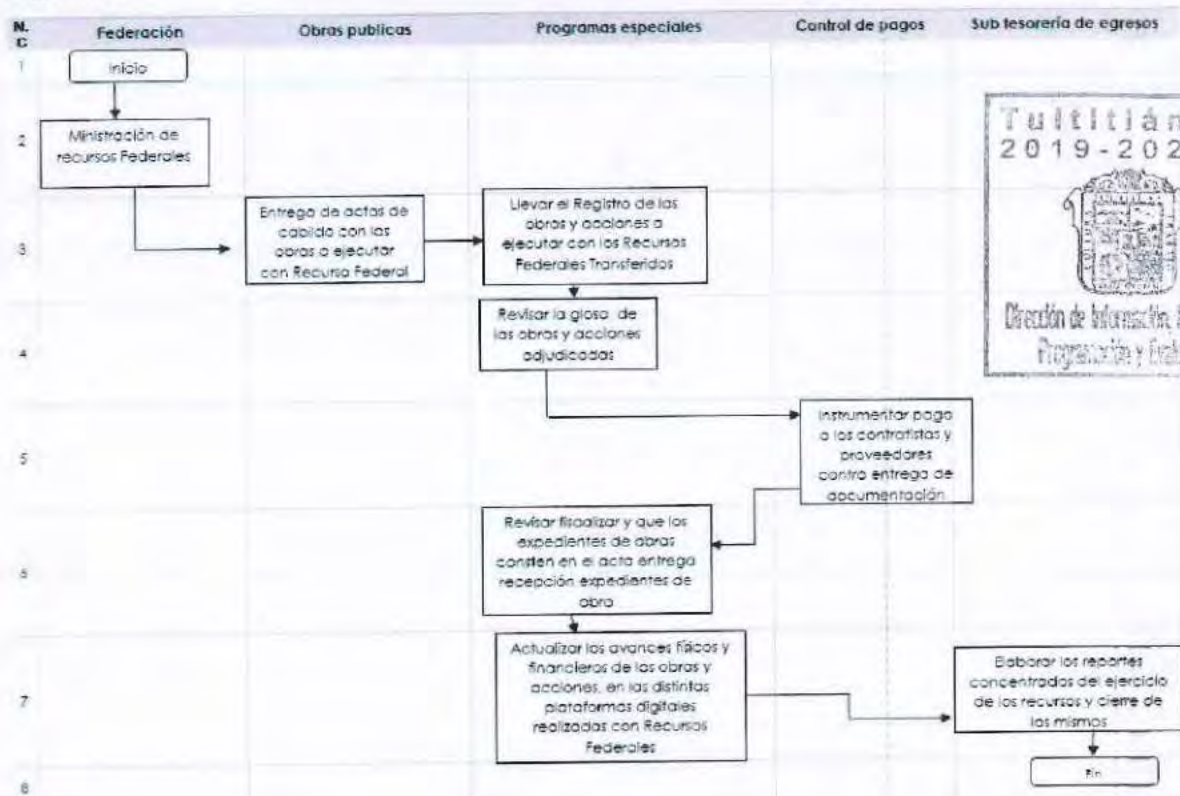 N.
C
Federación
Obras publicas
Programas especiales
Control de pagos
Sub tesorería de egresos
1
Inicio
2
Ministración de
recursos Federales
3
Entrega de actas de
cabildo con las
obras a ejecutar
con Recurso Federal
Llevar el Registro de las
obras y acciones a
ejecutar con los Recursos
Federales Transferidos
4
Revisar la glosa de
las obras y acciones
adjudicadas
5
Instrumentar pago
a los contratistas y
proveedores
contra entrega de
documentación
6
Revisar fiscalizar y que los
expedientes de obras
consten en el acta entrega
recepción expedientes de
obra
7
Actualizar los avances físicos y
financieros de las obras y
acciones, en las distintas
plataformas digitales
realizadas con Recursos
Federales
Elaborar los reportes
concentrados del ejercicio
de los recursos y cierre de
los mismos
Fin
8
Tultitlán
2019-202
Dirección de Información,
Programación y